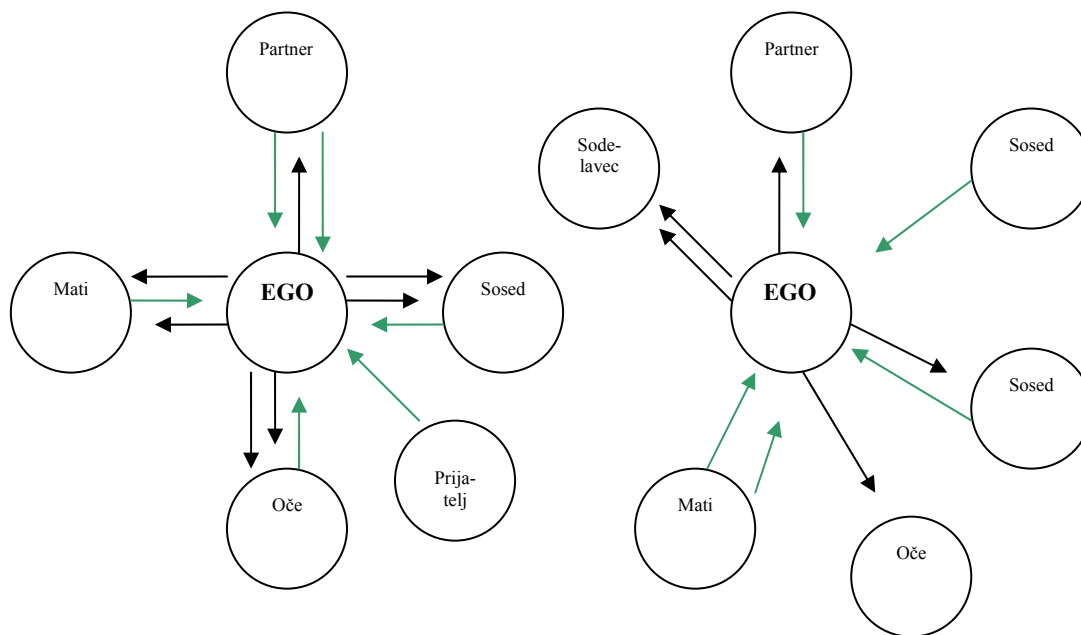 Partner
Mati
EGO
Sosed
Oče
Prija-
telj
Partner
Sode-
lavec
Sosed
EGO
Sosed
Mati
Oče